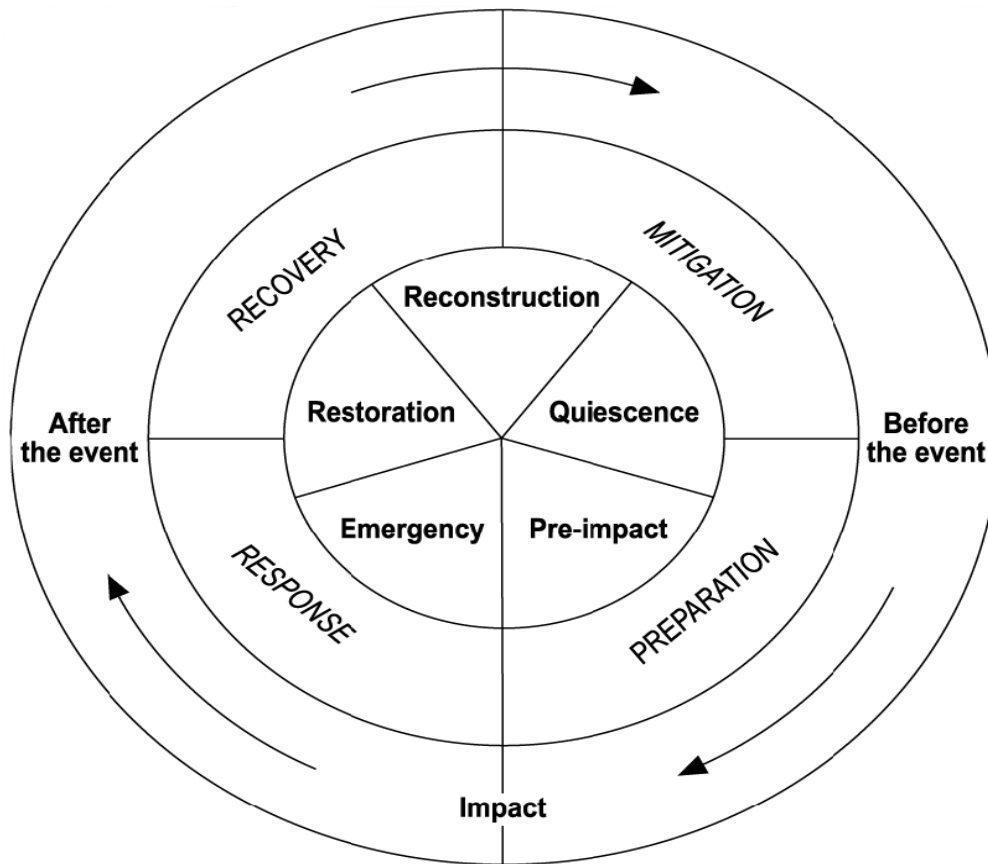 RECOVERY
MITIGATION
Reconstruction
Restoration
Quiescence
After
the event
Before
the event
Emergency
Pre-impact
RESPONSE
PREPARATION
Impact